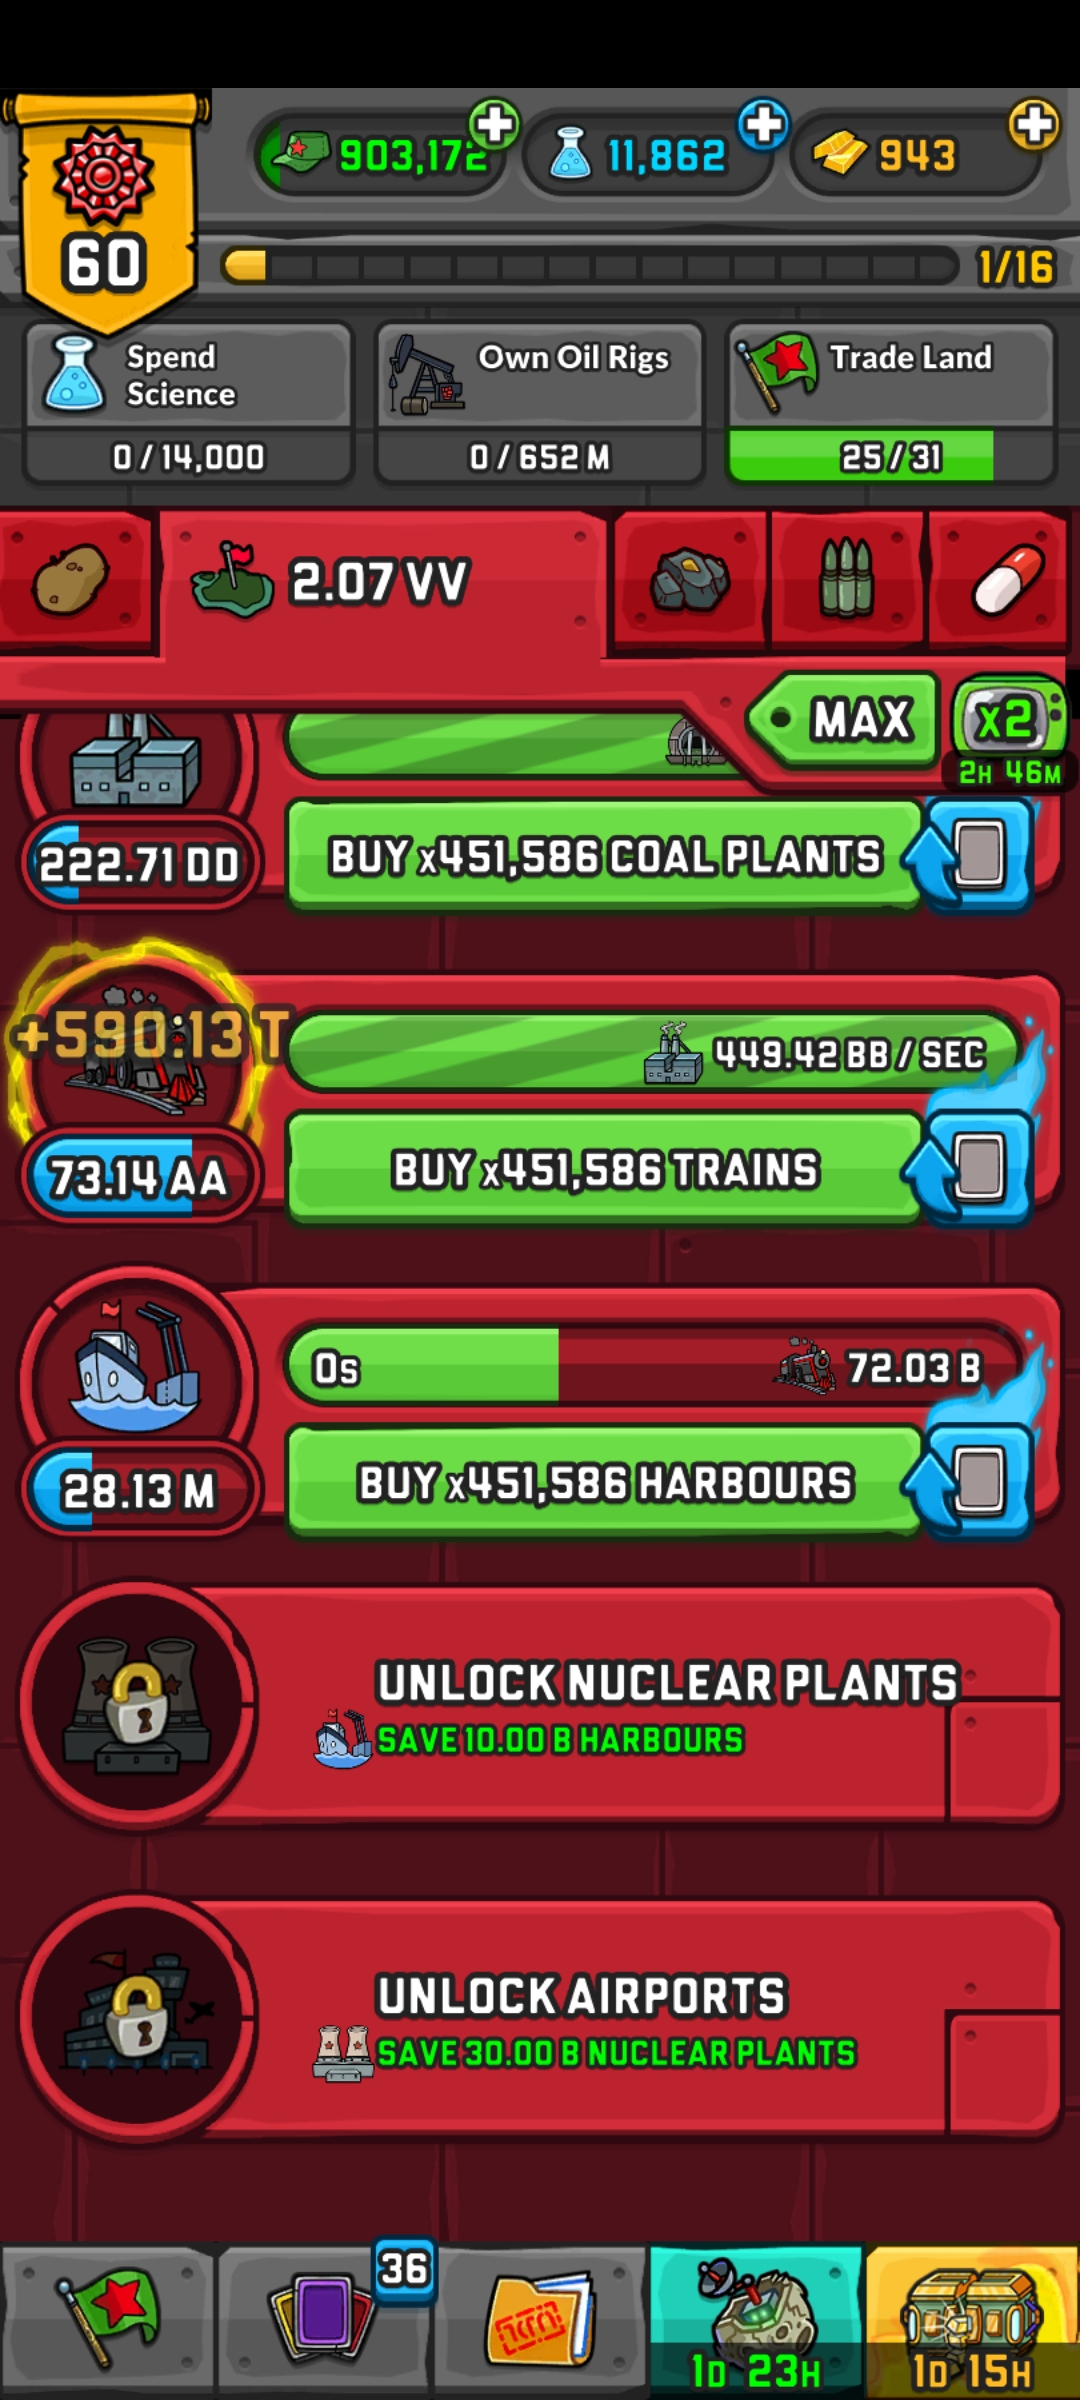 60
903,172
11,862
943
1/16
Spend
Science
0/14,000
Own Oil Rigs
0/652 M
Trade Land
25/31
2.07 VV
MAX
x2
2H 46M
222.71 DD
BUY x451,586 COAL PLANTS
+590.13 T
449.42 BB / SEC
73.14 AA
BUY x451,586 TRAINS
0s
72.03 B
28.13 M
BUY x451,586 HARBOURS
UNLOCK NUCLEAR PLANTS
SAVE 10.00 B HARBOURS
UNLOCK AIRPORTS
SAVE 30.00 B NUCLEAR PLANTS
36
1D 23H
1D 15H